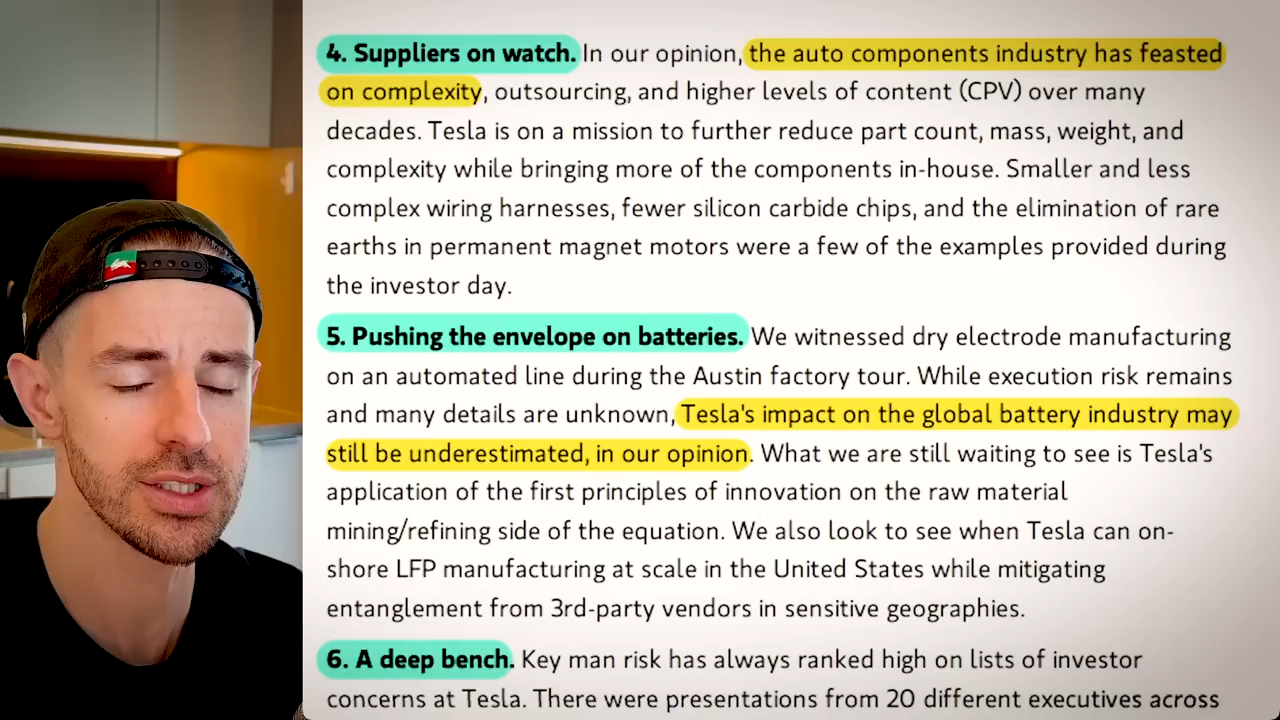 4. Suppliers on watch. In our opinion, the auto components industry has feasted
on complexity, outsourcing, and higher levels of content (CPV) over many
decades. Tesla is on a mission to further reduce part count, mass, weight, and
complexity while bringing more of the components in-house. Smaller and less
complex wiring harnesses, fewer silicon carbide chips, and the elimination of rare
earths in permanent magnet motors were a few of the examples provided during
the investor day.
5. Pushing the envelope on batteries. We witnessed dry electrode manufacturing
on an automated line during the Austin factory tour. While execution risk remains
and many details are unknown, Tesla's impact on the global battery industry may
still be underestimated, in our opinion. What we are still waiting to see is Tesla's
application of the first principles of innovation on the raw material
mining/refining side of the equation. We also look to see when Tesla can on-
shore LFP manufacturing at scale in the United States while mitigating
entanglement from 3rd-party vendors in sensitive geographies.
6. A deep bench. Key man risk has always ranked high on lists of investor
concerns at Tesla. There were presentations from 20 different executives across